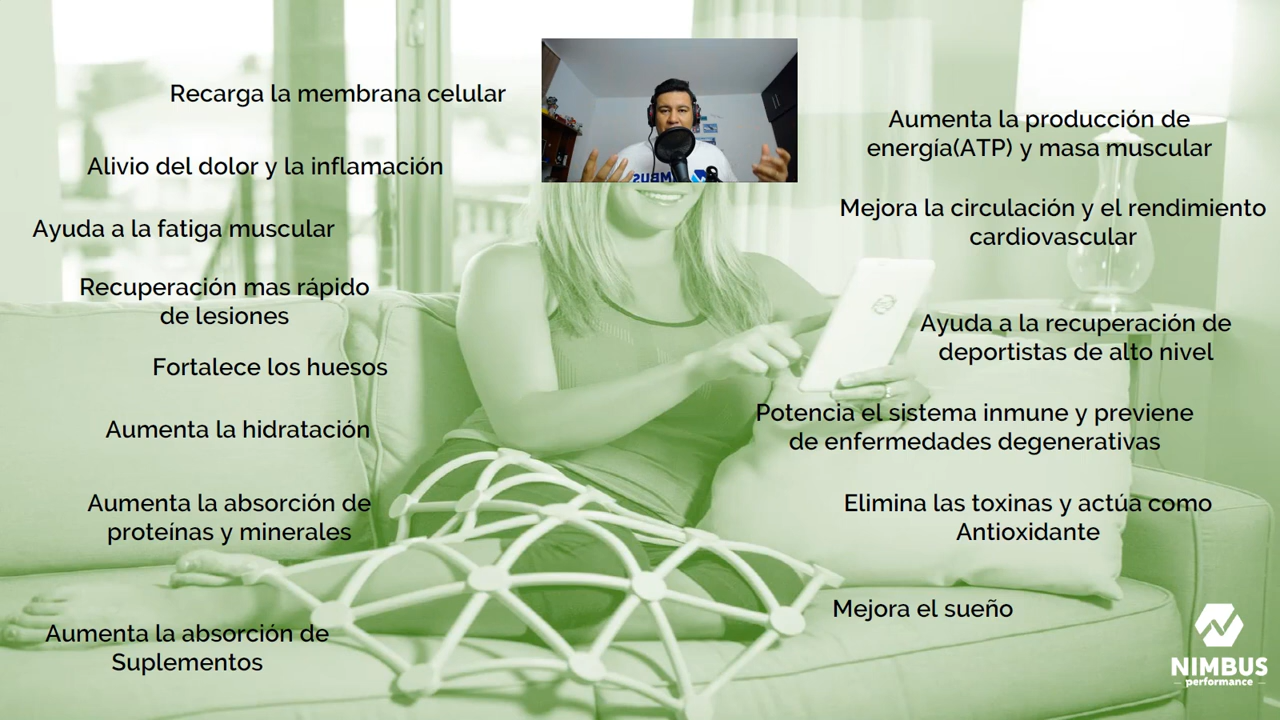 Recarga la membrana celular
Alivio del dolor y la inflamación
Ayuda a la fatiga muscular
Recuperación mas rápido
de lesiones
Fortalece los huesos
Aumenta la hidratación
Aumenta la absorción de
proteínas y minerales
Aumenta la absorción de
Suplementos
NIMBUS
Aumenta la producción de
energía(ATP) y masa muscular
Mejora la circulación y el rendimiento
cardiovascular
Ayuda a la recuperación de
deportistas de alto nivel
Potencia el sistema inmune y previene
de enfermedades degenerativas
Elimina las toxinas y actúa como
Antioxidante
Mejora el sueño
NIMBUS
performance